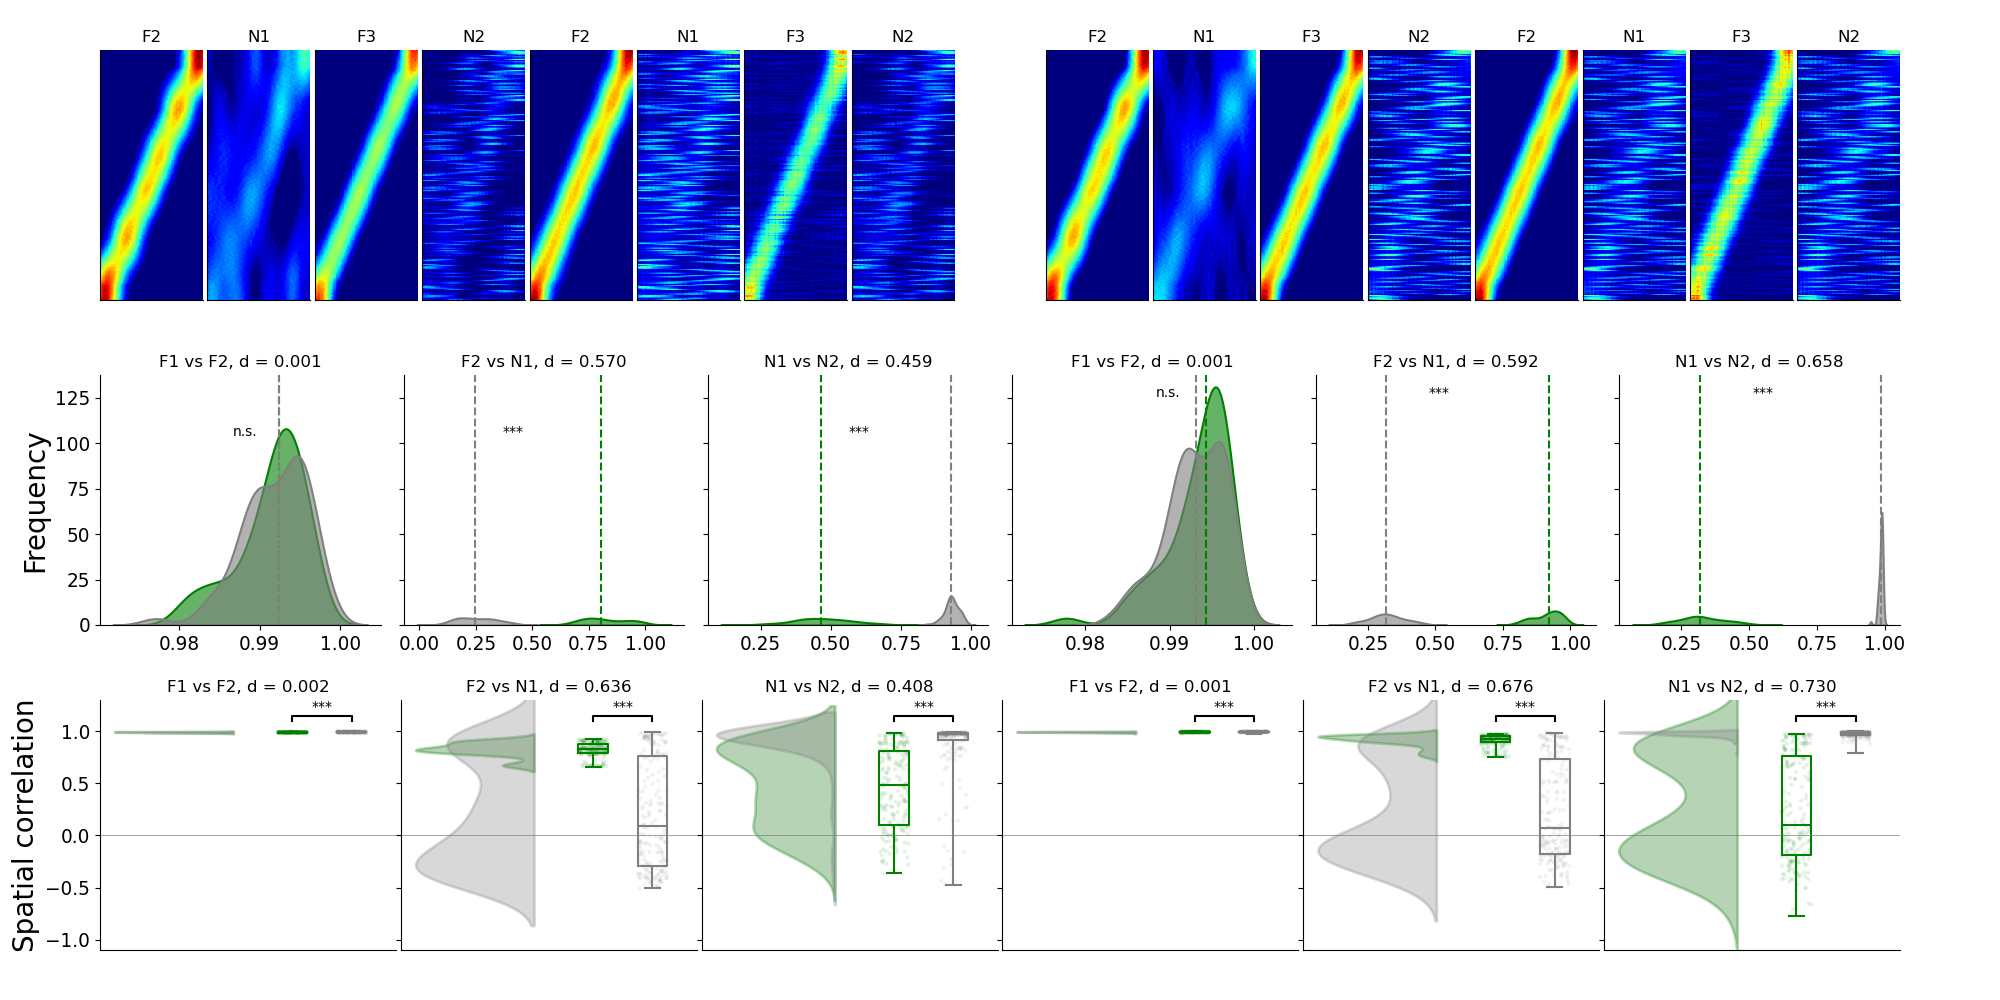 F2 N1 F3 N2 F2 N1 F3 N2 F2 N1 F3 N2 F2 N1 F3 N2
F1 vs F2, d = 0.001
F2 vs N1, d = 0.570
N1 vs N2, d = 0.459
F1 vs F2, d = 0.001
F2 vs N1, d = 0.592
N1 vs N2, d = 0.658
Frequency
125
100
75
50
25
0
n.s.
***
***
n.s.
***
***
0.98 0.99 1.00
0.00 0.25 0.50 0.75 1.00
0.25 0.50 0.75 1.00
0.98 0.99 1.00
0.25 0.50 0.75 1.00
0.25 0.50 0.75 1.00
F1 vs F2, d = 0.002
F2 vs N1, d = 0.636
N1 vs N2, d = 0.408
F1 vs F2, d = 0.001
F2 vs N1, d = 0.676
N1 vs N2, d = 0.730
*** *** *** *** *** ***
Spatial correlation
1.0
0.5
0.0
−0.5
−1.0